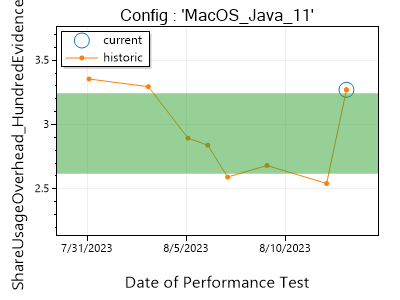 Config : 'MacOS_Java_11'
current
historic
ShareUsageOverhead_HundredEvidence
3.5
3
2.5
7/31/2023
8/5/2023
8/10/2023
Date of Performance Test